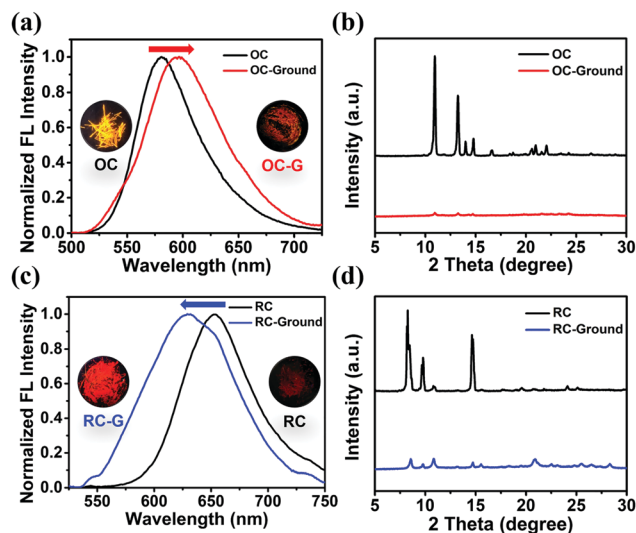 (a)
Normalized FL Intensity
1.0
0.8
0.6
0.4
0.2
0.0
OC
OC-Ground
OC
OC-G
500 550 600 650 700
Wavelength (nm)
(b)
Intensity (a.u.)
OC
OC-Ground
5 10 15 20 25 30
2 Theta (degree)
(c)
Normalized FL Intensity
1.0
0.8
0.6
0.4
0.2
0.0
RC
RC-Ground
RC-G
RC
550 600 650 700 750
Wavelength (nm)
(d)
Intensity (a.u.)
RC
RC-Ground
5 10 15 20 25 30
2 Theta (degree)